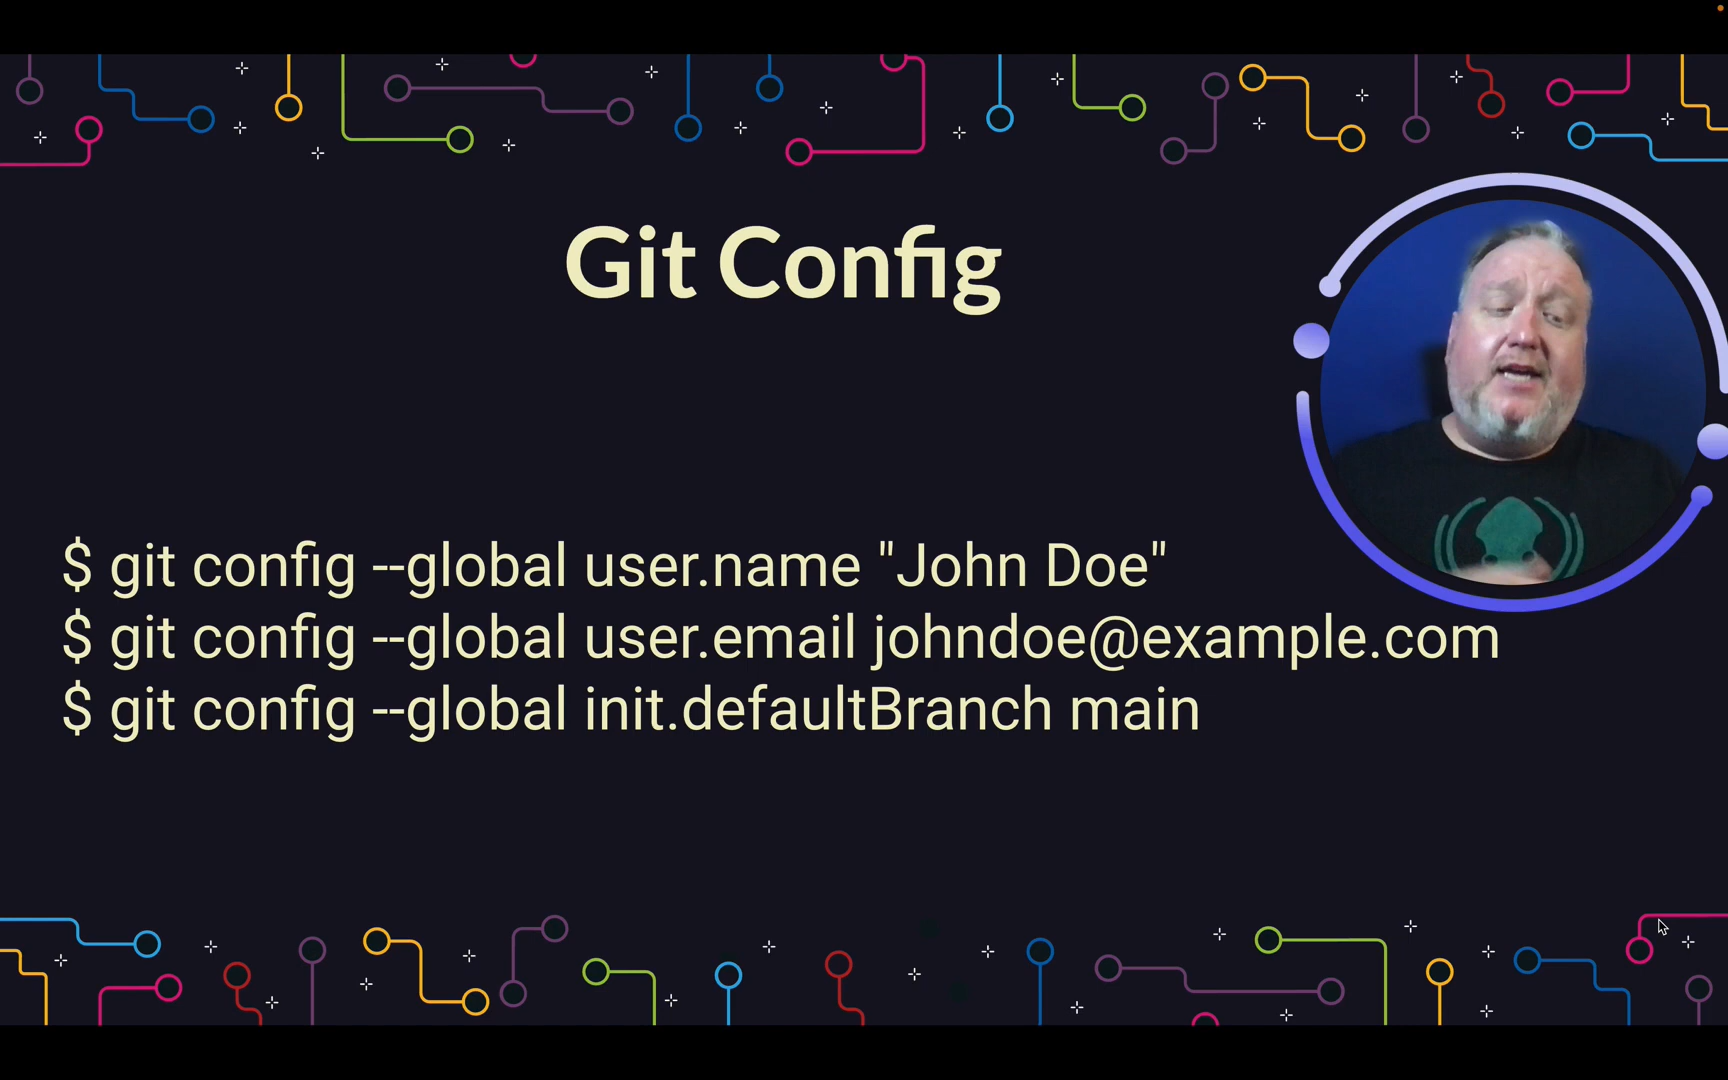 Git Config
$ git config --global user.name "John Doe"
$ git config --global user.email johndoe@example.com
$ git config --global init.defaultBranch main